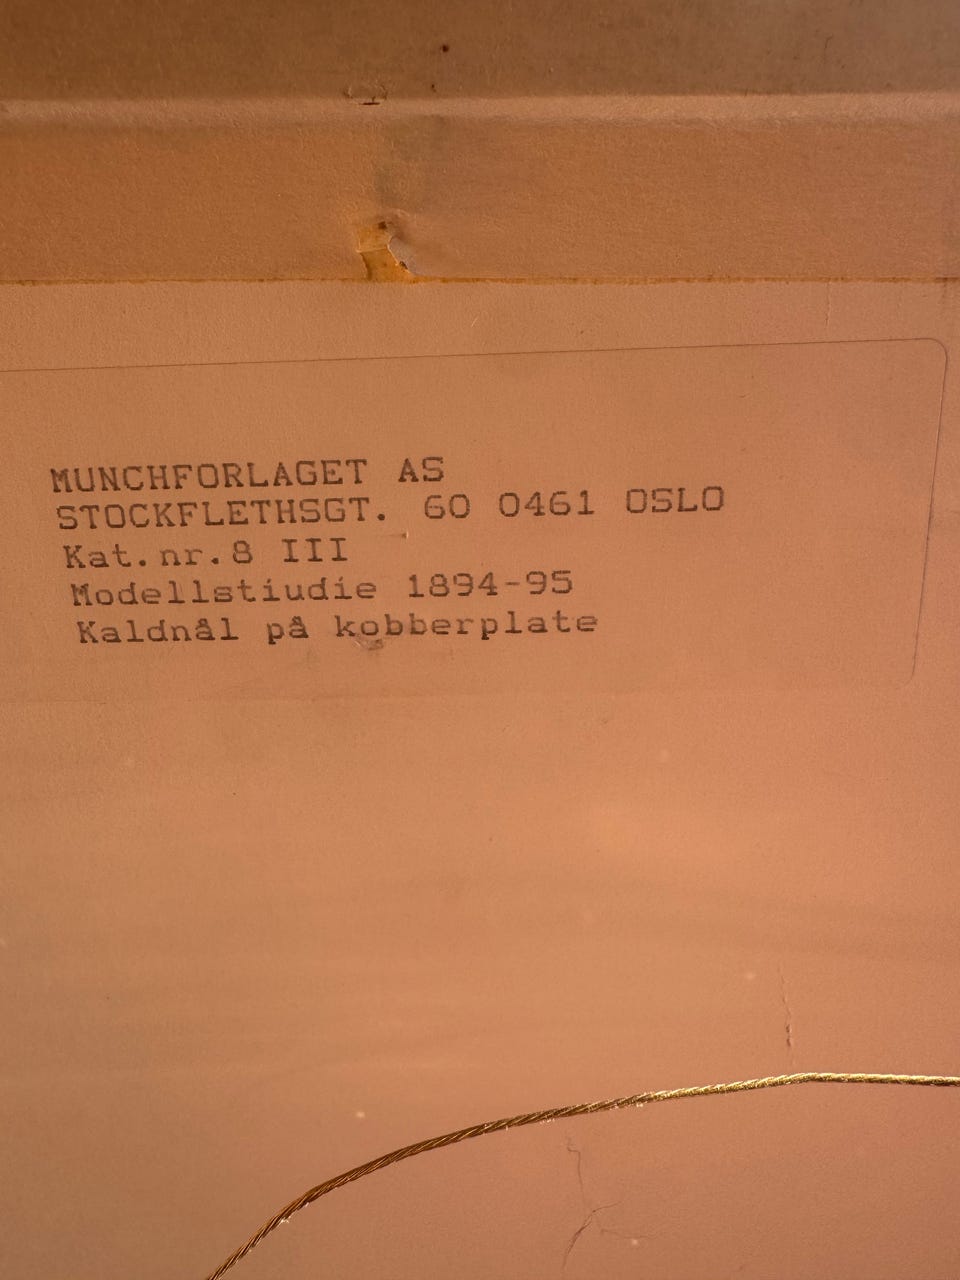 MUNCHFORLAGET AS
STOCKFLETHSGT. 60 0461 OSLO
Kat.nr.8 III
Modellstiudie 1894-95
Kaldnål på kobberplate